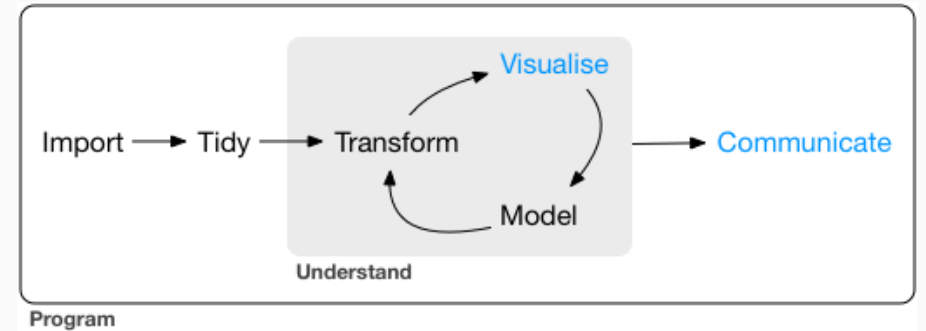 Visualise
Import Tidy Transform Communicate
Model
Understand
Program